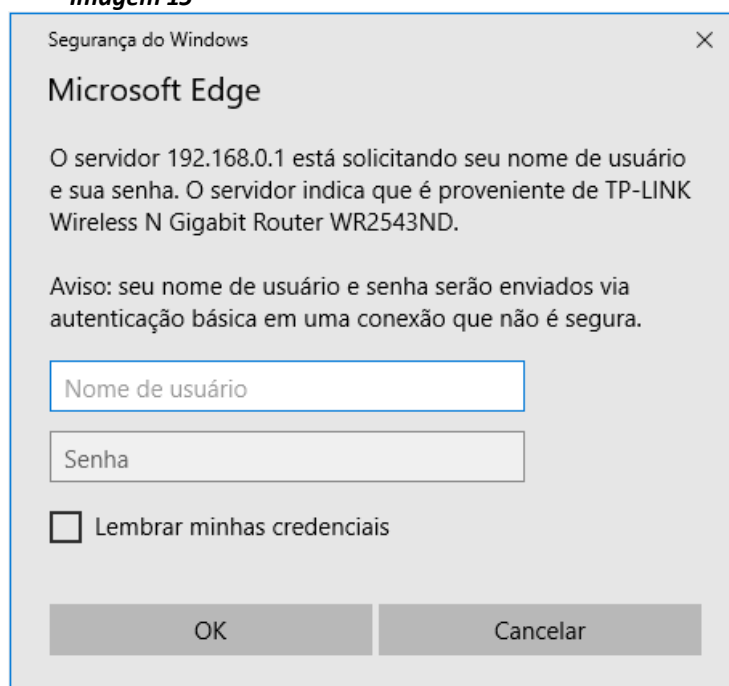 Imagem 15
Segurança do Windows
Microsoft Edge
O servidor 192.168.0.1 está solicitando seu nome de usuário
e sua senha. O servidor indica que é proveniente de TP-LINK
Wireless N Gigabit Router WR2543ND.
Aviso: seu nome de usuário e senha serão enviados via
autenticação básica em uma conexão que não é segura.
Nome de usuário
Senha
Lembrar minhas credenciais
OK Cancelar